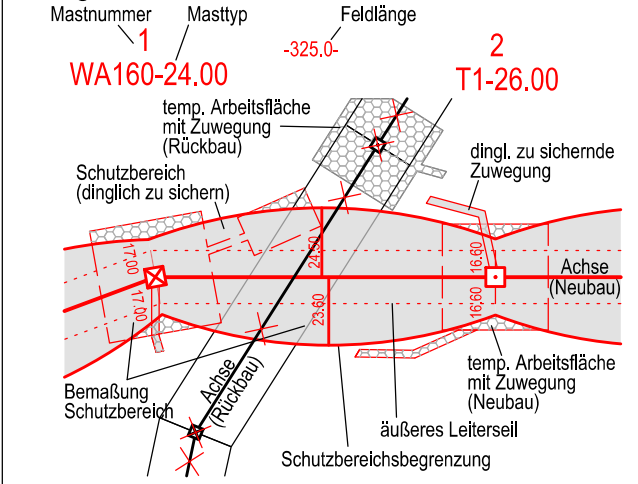 Mastnummer
Masttyp
Feldlänge
1
-325.0-
2
WA160-24.00
T1-26.00
temp. Arbeitsfläche
mit Zuwegung
(Rückbau)
dingl. zu sichernde
Zuwegung
Schutzbereich
(dinglich zu sichern)
17.00
17.00
24.50
23.60
16.60
16.60
Achse
(Neubau)
Achse
(Rückbau)
Bemaßung
Schutzbereich
temp. Arbeitsfläche
mit Zuwegung
(Neubau)
äußeres Leiterseil
Schutzbereichsbegrenzung